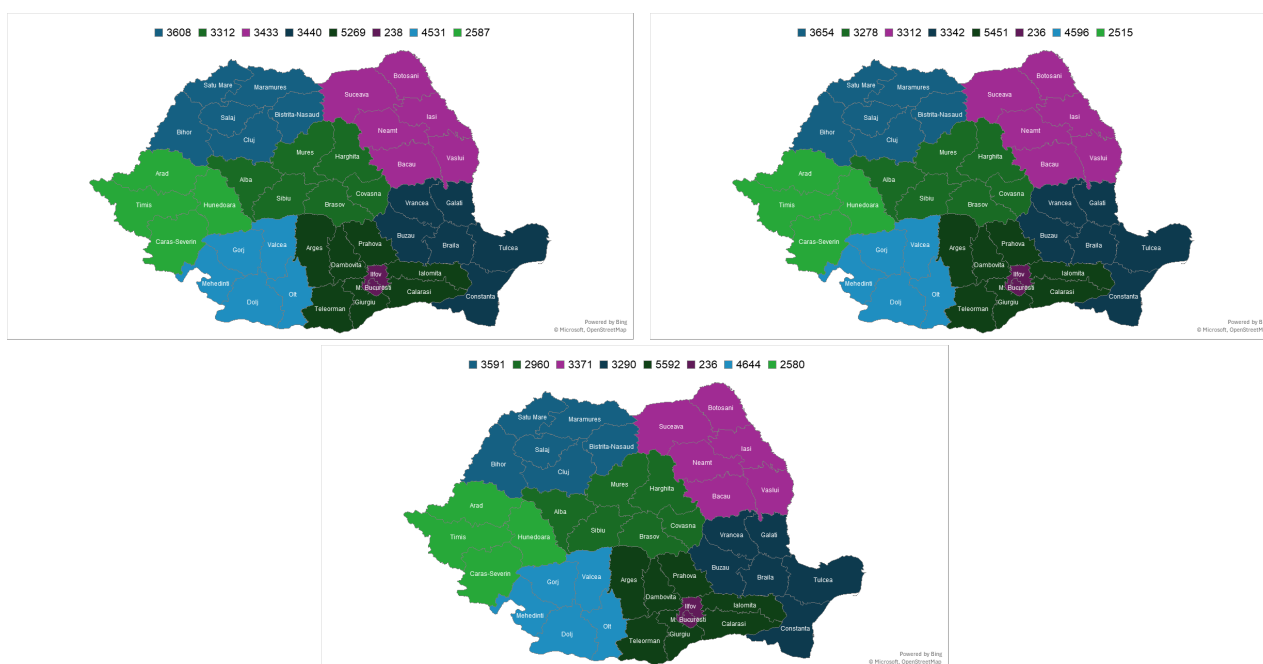 3608 3312 3433 3440 5269 238 4531 2587
Botosani
Satu Mare Maramures
Suceava
Salaj Bistrita-Nasaud Iasi
Bihor Cluj Neamt
Mures Harghita Bacau Vaslui
Arad Alba
Timis Hunedoara Sibiu Brasov Covasna Vrancea Galati
Caras-Severin Gorj Valcea Arges Prahova Buzau Braila Tulcea
Mehedinti Dambovita Ilfov Ialomita
Dolj Olt M. Bucuresti Calarasi Constanta
Teleorman Giurgiu
Powered by Bing
© Microsoft, OpenStreetMap
3654 3278 3312 3342 5451 236 4596 2515
Botosani
Satu Mare Maramures
Suceava
Salaj Bistrita-Nasaud Iasi
Bihor Cluj Neamt
Mures Harghita Bacau Vaslui
Arad Alba
Timis Hunedoara Sibiu Brasov Covasna Vrancea Galati
Caras-Severin Gorj Valcea Arges Prahova Buzau Braila Tulcea
Mehedinti Dambovita Ilfov Ialomita
Dolj Olt M. Bucuresti Calarasi Constanta
Teleorman Giurgiu
Powered by B
© Microsoft, OpenStreetM
3591 2960 3371 3290 5592 236 4644 2580
Botosani
Satu Mare Maramures
Suceava
Salaj Bistrita-Nasaud Iasi
Bihor Cluj Neamt
Mures Harghita Bacau Vaslui
Arad Alba
Timis Hunedoara Sibiu Brasov Covasna Vrancea Galati
Caras-Severin Gorj Valcea Arges Prahova Buzau Braila Tulcea
Mehedinti Dambovita Ilfov Ialomita
Dolj Olt M. Bucuresti Calarasi Constanta
Teleorman Giurgiu
Powered by Bing
© Microsoft, OpenStreetMap